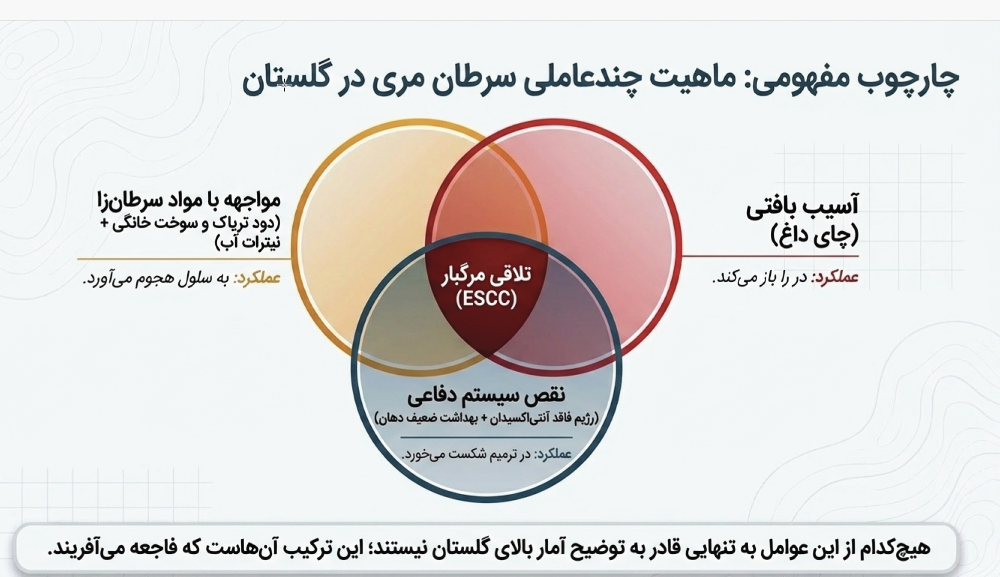 چارچوب مفهومی: ماهیت چندعاملی سرطان مری در گلستان
آسیب بافتی
(چای داغ)
عملکرد: در را باز می‌کند.
مواجهه با مواد سرطان‌زا
(دود تریاک و سوخت خانگی +
نیترات آب)
عملکرد: به سلول هجوم می‌آورد.
تلاقی مرگبار
(ESCC)
نقص سیستم دفاعی
(رژیم فاقد آنتی‌اکسیدان + بهداشت ضعیف دهان)
عملکرد: در ترمیم شکست می‌خورد.
هیچ‌کدام از این عوامل به تنهایی قادر به توضیح آمار بالای گلستان نیستند؛ این ترکیب آن‌هاست که فاجعه می‌آفریند.